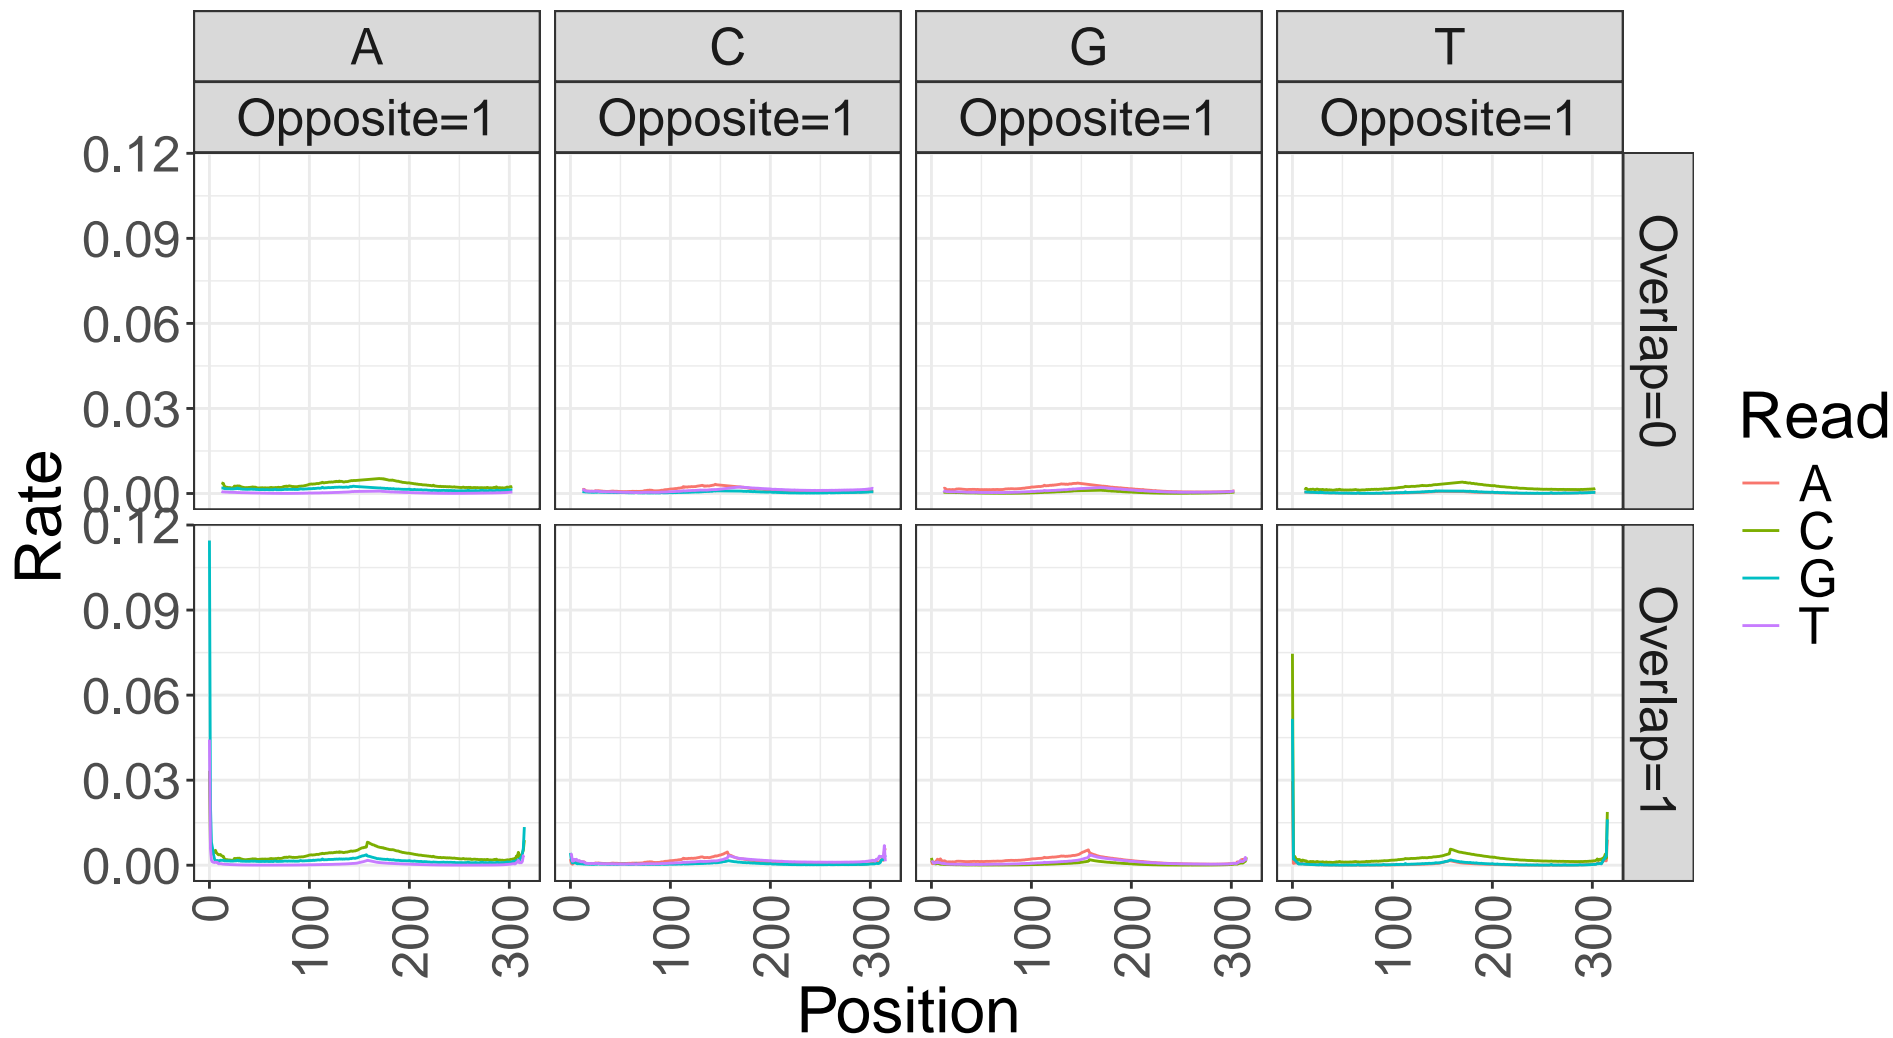 A C G T
Opposite=1 Opposite=1 Opposite=1 Opposite=1
0.12
0.09
0.06
0.03
0.00
Overlap=0
0.12
0.09
0.06
0.03
0.00
Overlap=1
Rate
0 100 200 300 0 100 200 300 0 100 200 300 0 100 200 300
Position
Read
A
C
G
T